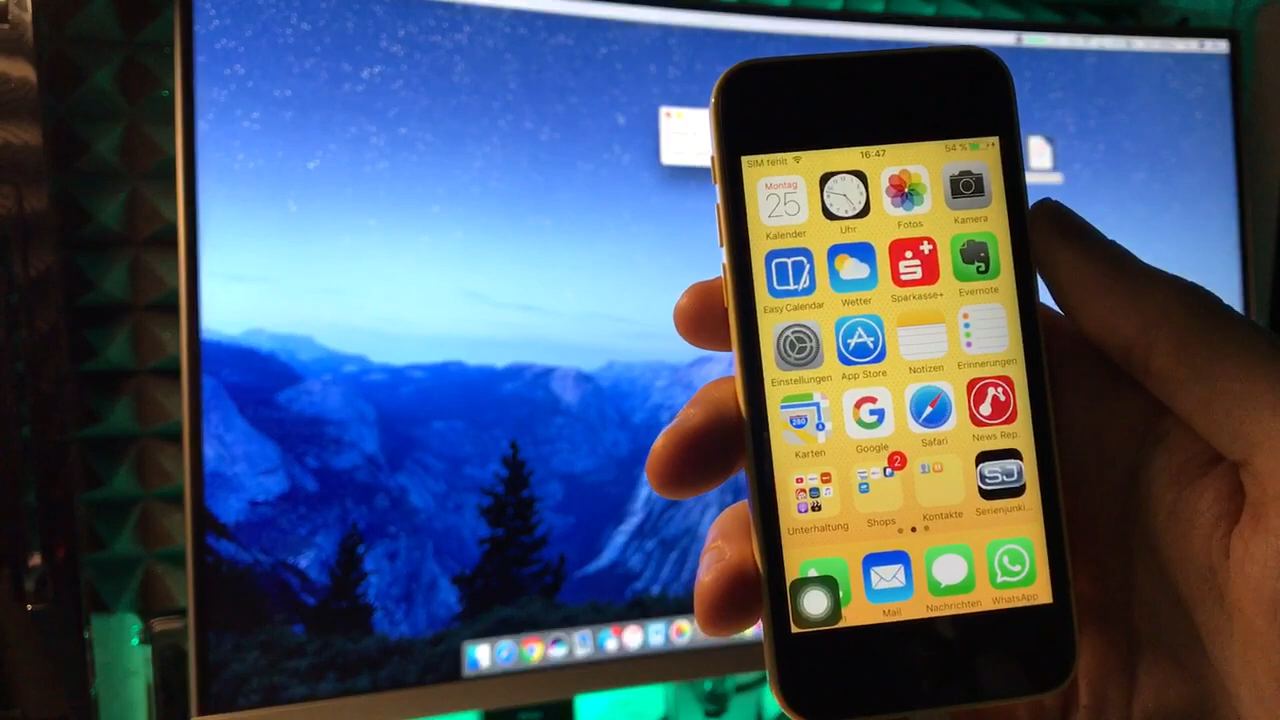 SIM fehlt 16:47 54 %
Montag
25
Kalender Uhr Fotos Kamera
Easy Calendar Wetter Sparkasse+ Evernote
Einstellungen App Store Notizen Erinnerungen
280
Karten Google Safari News Rep.
2
SJ
Unterhaltung Shops Kontakte Serienjunki...
Mail Nachrichten WhatsApp